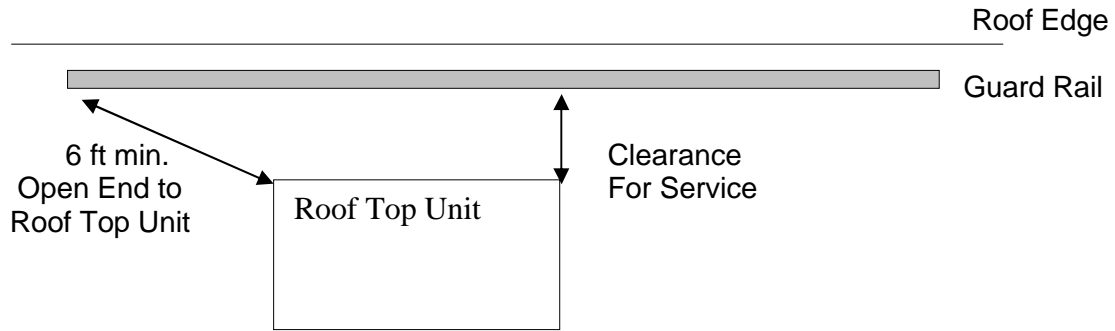 Roof Edge
Guard Rail
6 ft min.
Open End to
Roof Top Unit
Clearance
For Service
Roof Top Unit